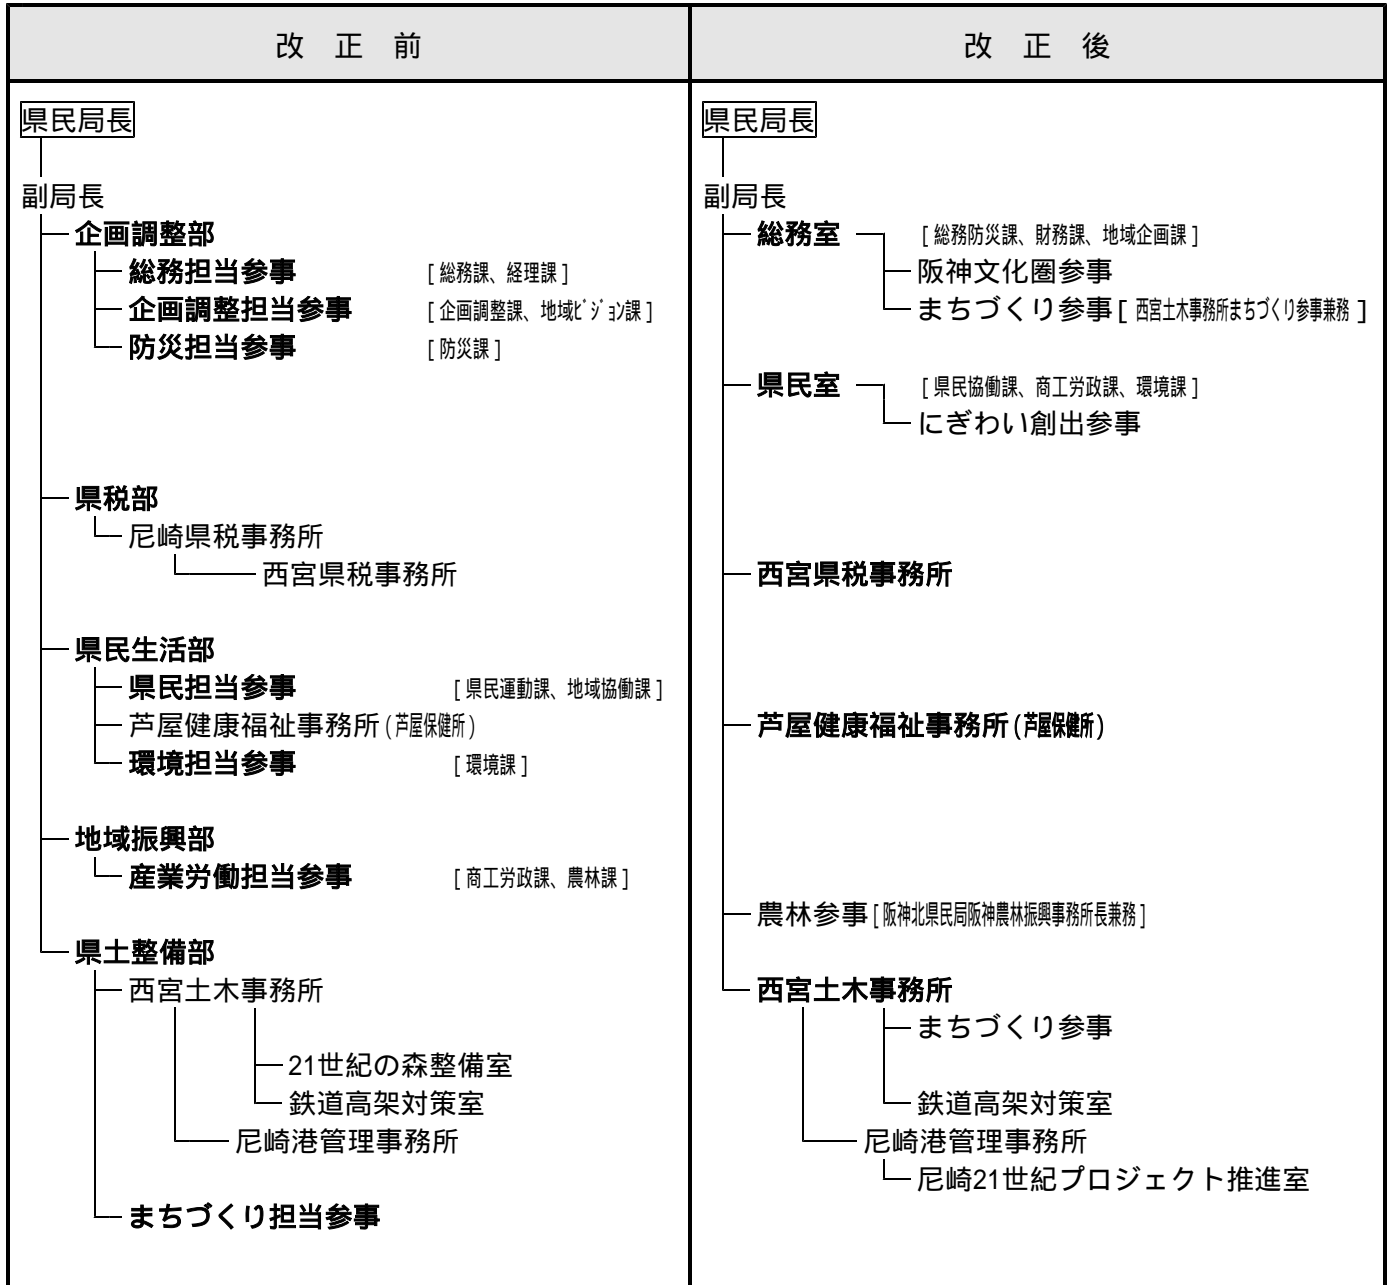 改 正 前
県民局長
副局長
企画調整部
総務担当参事 [ 総務課、経理課 ]
企画調整担当参事 [ 企画調整課、地域ﾋﾞｼﾞｮﾝ課 ]
防災担当参事 [ 防災課 ]
県税部
尼崎県税事務所
西宮県税事務所
県民生活部
県民担当参事 [ 県民運動課、地域協働課 ]
芦屋健康福祉事務所(芦屋保健所)
環境担当参事 [ 環境課 ]
地域振興部
産業労働担当参事 [ 商工労政課、農林課 ]
県土整備部
西宮土木事務所
21世紀の森整備室
鉄道高架対策室
尼崎港管理事務所
まちづくり担当参事
改 正 後
県民局長
副局長
総務室 [ 総務防災課、財務課、地域企画課 ]
阪神文化圏参事
まちづくり参事[ 西宮土木事務所まちづくり参事兼務 ]
県民室 [ 県民協働課、商工労政課、環境課 ]
にぎわい創出参事
西宮県税事務所
芦屋健康福祉事務所(芦屋保健所)
農林参事[ 阪神北県民局阪神農林振興事務所長兼務 ]
西宮土木事務所
まちづくり参事
鉄道高架対策室
尼崎港管理事務所
尼崎21世紀プロジェクト推進室